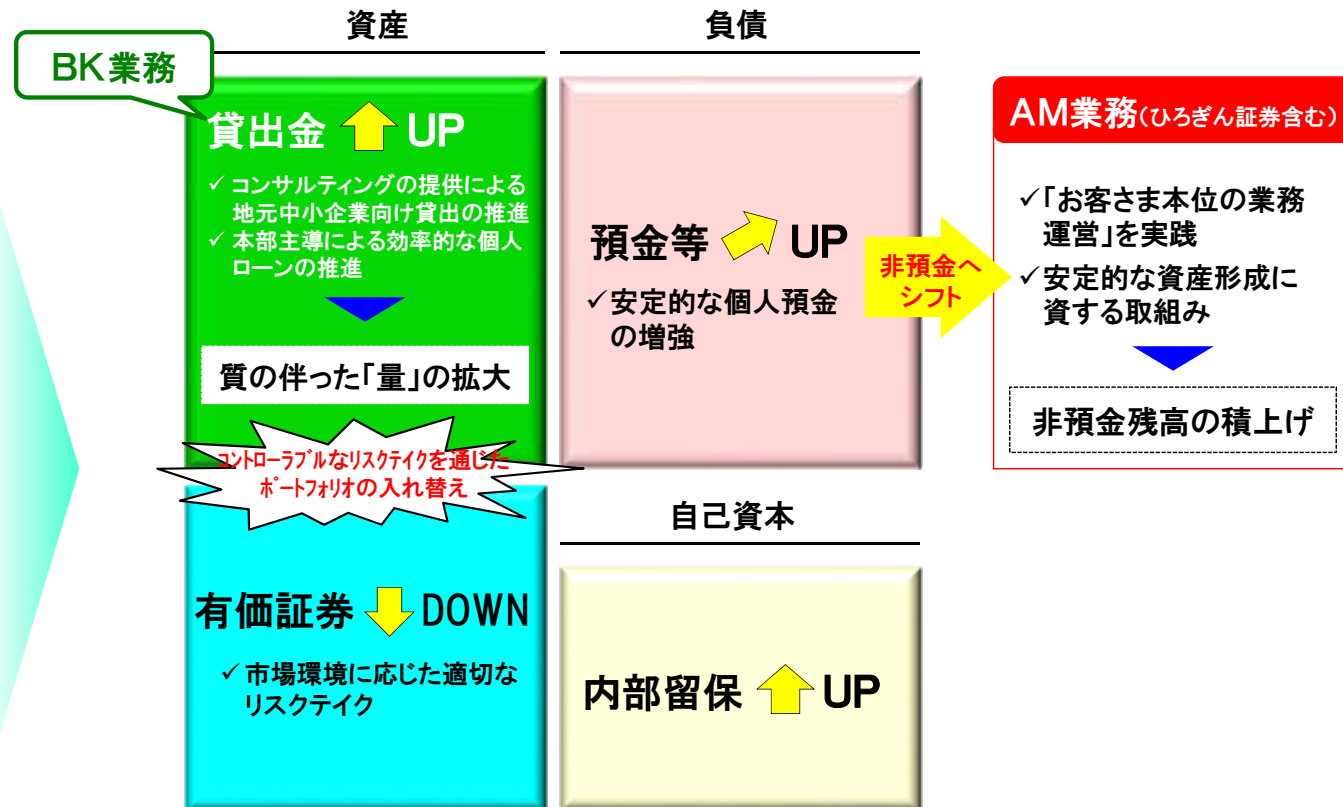 資産
負債
BK業務
貸出金 UP
✓ コンサルティングの提供による
地元中小企業向け貸出の推進
✓ 本部主導による効率的な個人
ローンの推進
質の伴った「量」の拡大
コントローラブルなリスクテイクを通じた
ポートフォリオの入れ替え
有価証券 DOWN
✓ 市場環境に応じた適切な
リスクテイク
預金等 UP
✓ 安定的な個人預金
の増強
非預金へ
シフト
自己資本
内部留保 UP
AM業務(ひろぎん証券含む)
✓「お客さま本位の業務
運営」を実践
✓ 安定的な資産形成に
資する取組み
非預金残高の積上げ